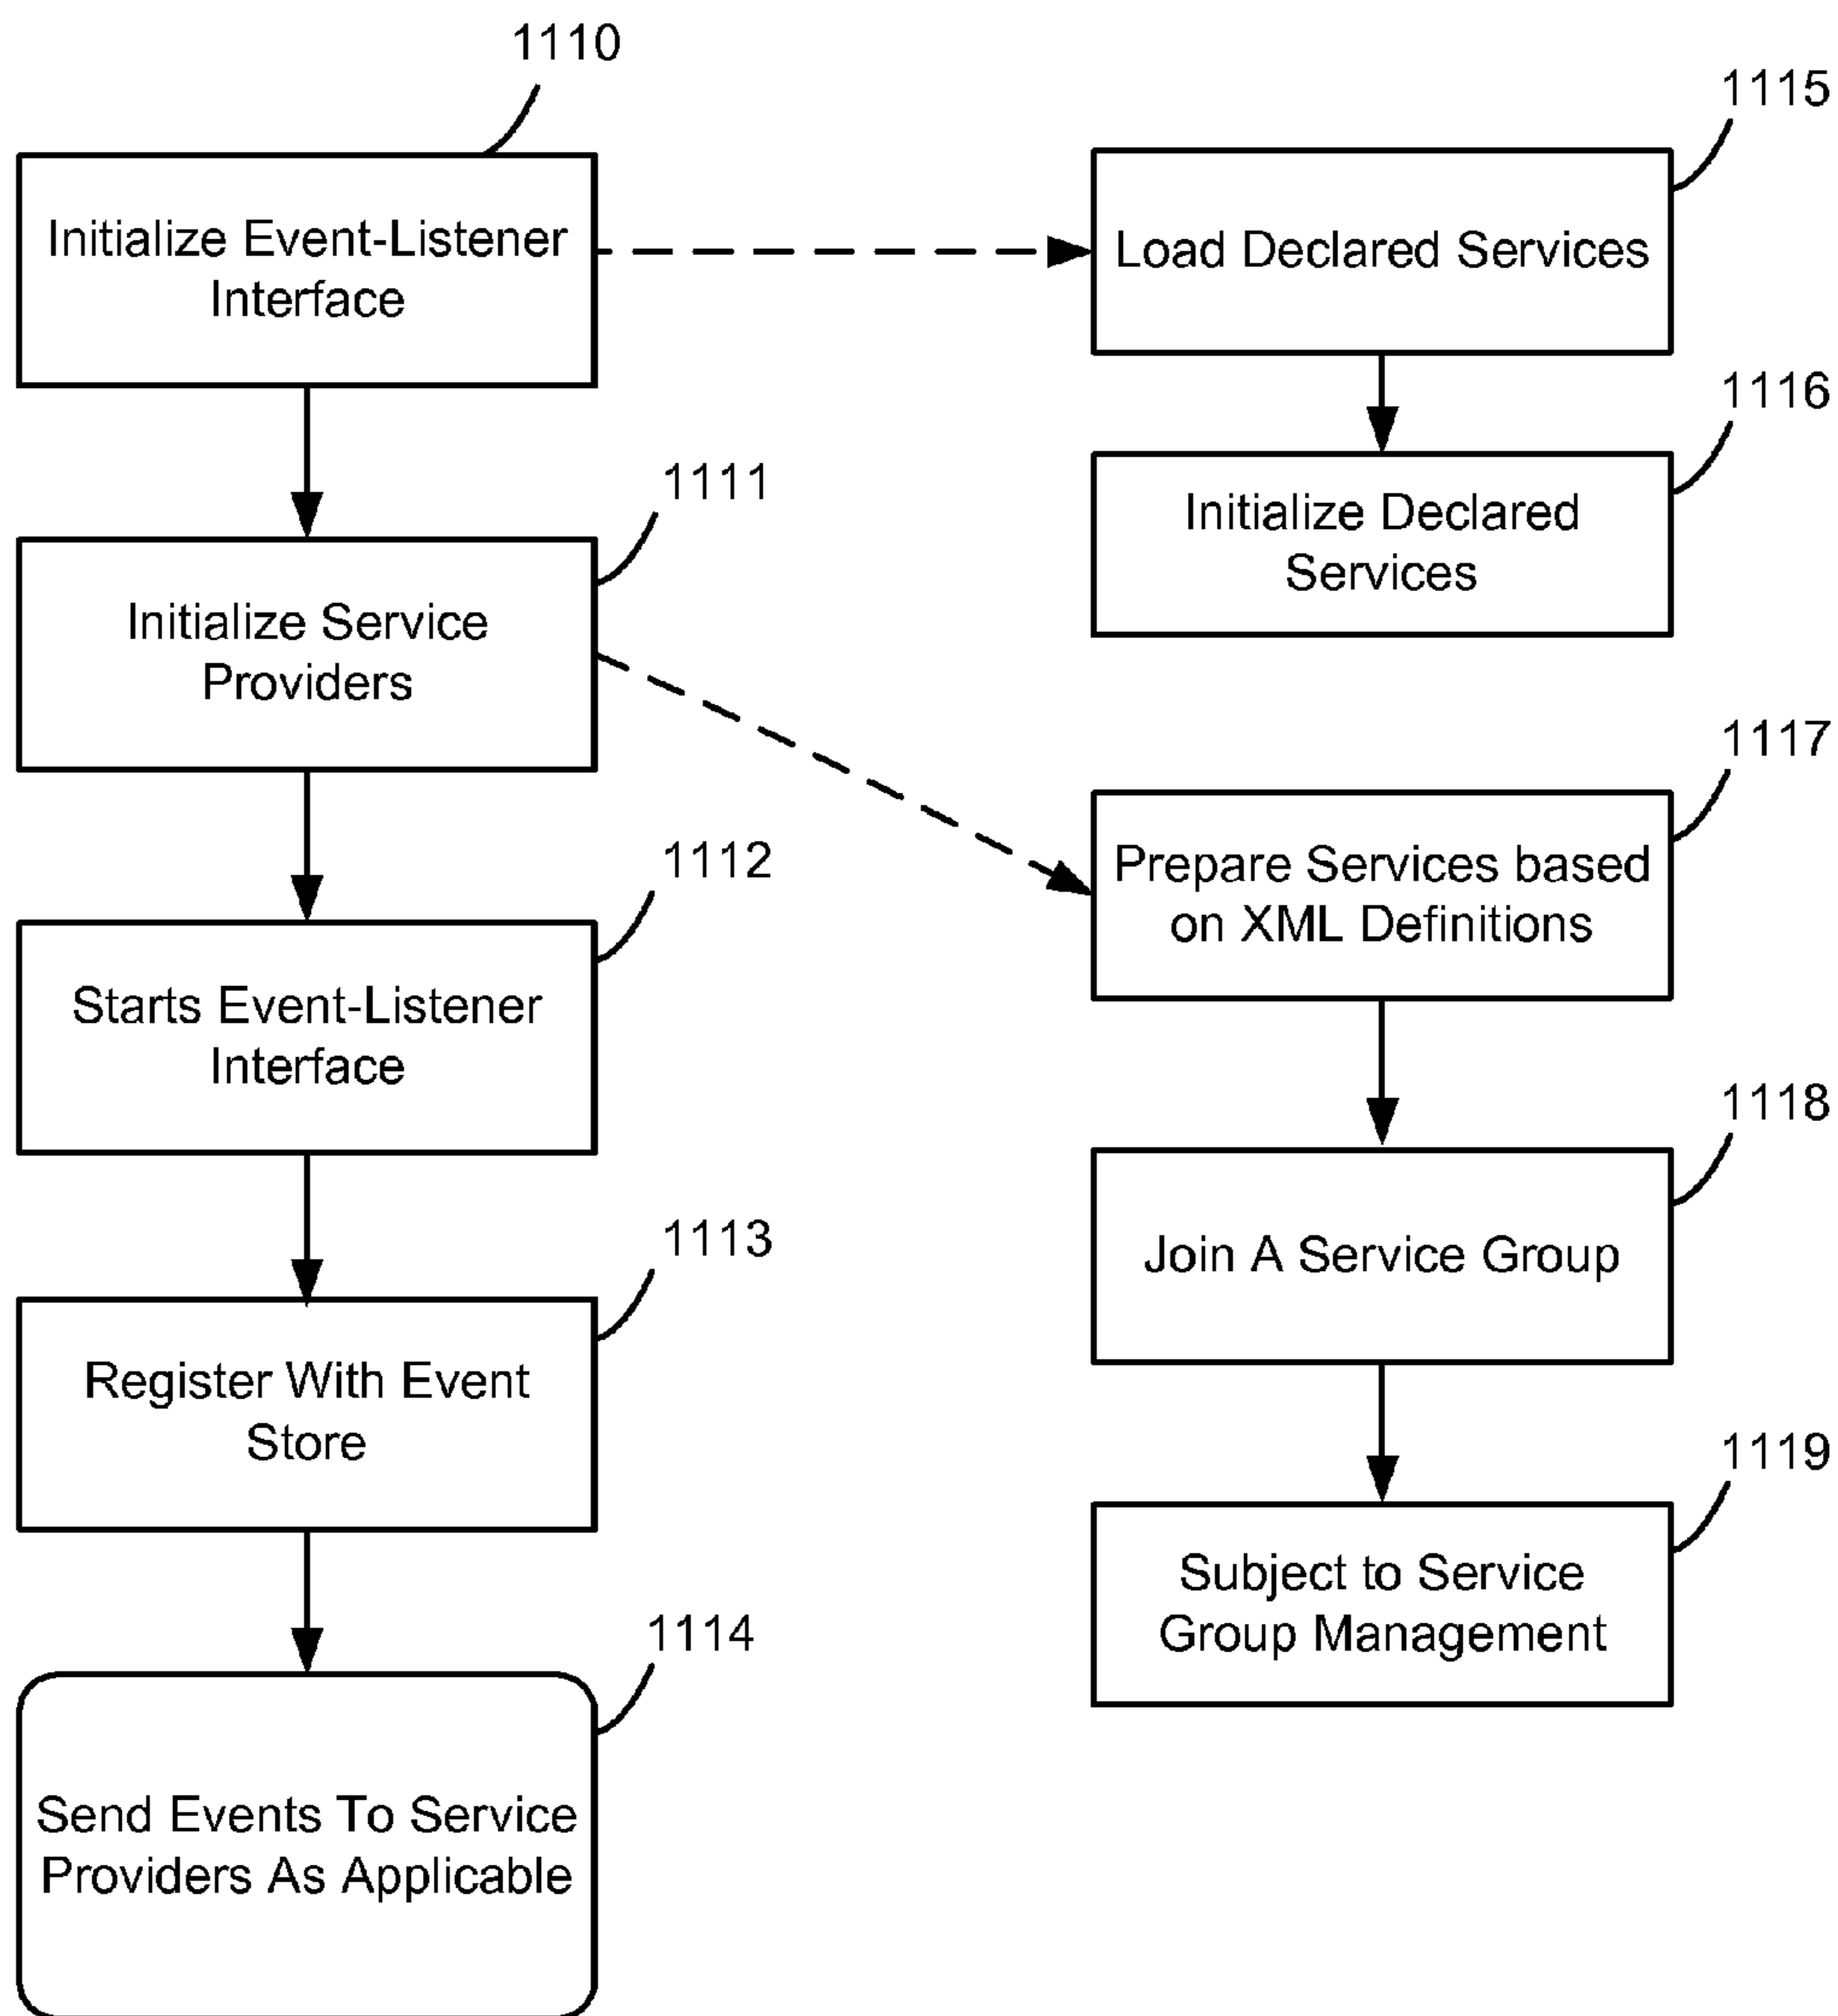 1110
Initialize Event-Listener
Interface
1111
Initialize Service
Providers
1112
Starts Event-Listener
Interface
1113
Register With Event
Store
1114
Send Events To Service
Providers As Applicable
1115
Load Declared Services
1116
Initialize Declared
Services
1117
Prepare Services based
on XML Definitions
1118
Join A Service Group
1119
Subject to Service
Group Management